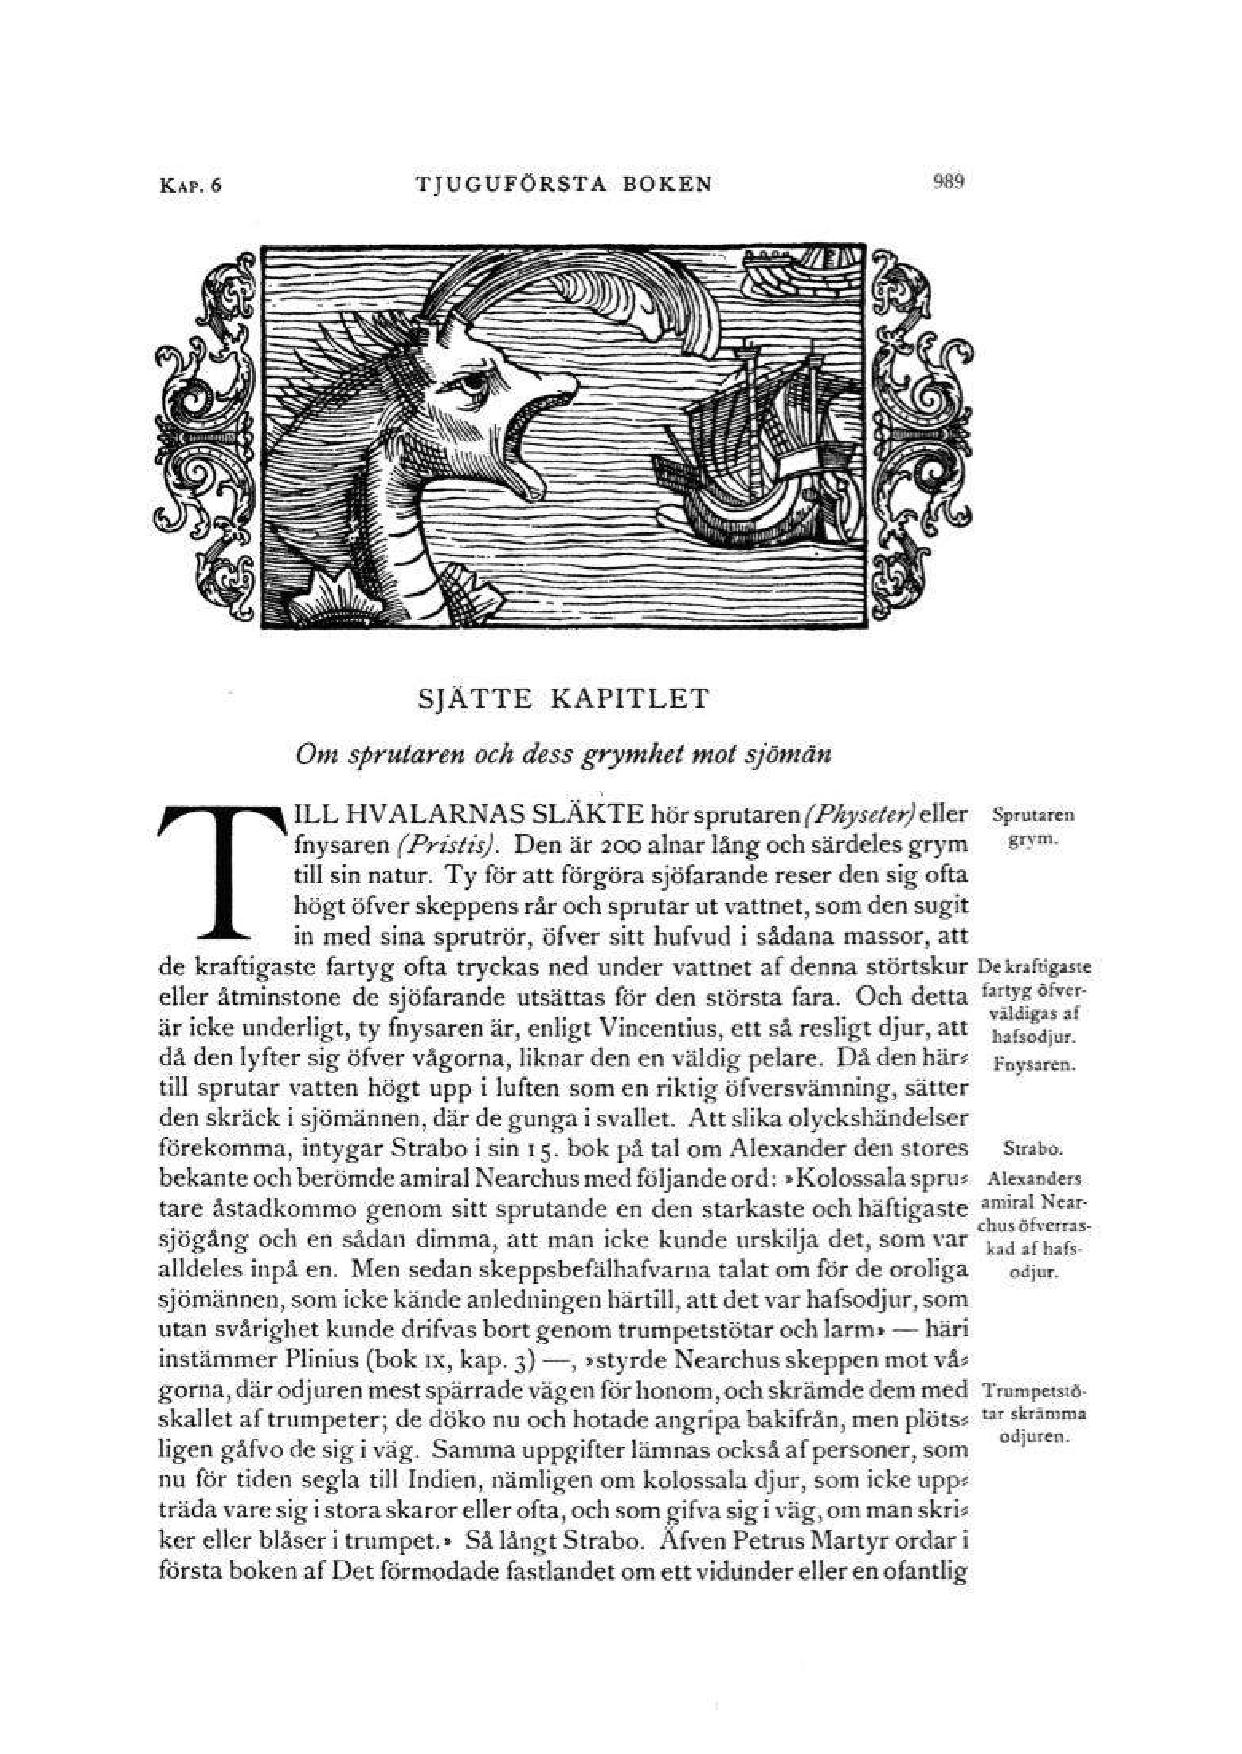 KAP. 6 TJUGUFÖRSTA BOKEN 989
SJÄTTE KAPITLET
Om sprutaren och dess grymhet mot sjömän
TILL HVALARNAS SLÄKTE hör sprutaren (Physeter) eller
fnysaren (Pristis). Den är 200 alnar lång och särdeles grym
till sin natur. Ty för att förgöra sjöfarande reser den sig ofta
högt öfver skeppens rår och sprutar ut vattnet, som den sugit
in med sina sprutrör, öfver sitt hufvud i sådana massor, att
de kraftigaste fartyg ofta tryckas ned under vattnet af denna störtskur
eller åtminstone de sjöfarande utsättas för den största fara. Och detta
är icke underligt, ty fnysaren är, enligt Vincentius, ett så resligt djur, att
då den lyfter sig öfver vågorna, liknar den en väldig pelare. Då den här-
till sprutar vatten högt upp i luften som en riktig öfversvämning, sätter
den skräck i sjömännen, där de gunga i svallet. Att slika olyckshändelser
förekomma, intygar Strabo i sin 15. bok på tal om Alexander den stores
bekante och berömde amiral Nearchus med följande ord: »Kolossala spru-
tare åstadkommo genom sitt sprutande en den starkaste och häftigaste
sjögång och en sådan dimma, att man icke kunde urskilja det, som var
alldeles inpå en. Men sedan skeppsbefälhafvarna talat om för de oroliga
sjömännen, som icke kände anledningen härtill, att det var hafsodjur, som
utan svårighet kunde drifvas bort genom trumpetstötar och larm» — häri
instämmer Plinius (bok IX, kap. 3) —, »styrde Nearchus skeppen mot vå-
gorna, där odjuren mest spärrade vägen för honom, och skrämde dem med
skallet af trumpeter; de döko nu och hotade angripa bakifrån, men plöts-
ligen gåfvo de sig i väg. Samma uppgifter lämnas också af personer, som
nu för tiden segla till Indien, nämligen om kolossala djur, som icke upp-
träda vare sig i stora skaror eller ofta, och som gifva sig i väg, om man skri-
ker eller blåser i trumpet.» Så långt Strabo. Äfven Petrus Martyr ordar i
första boken af Det förmodade fastlandet om ett vidunder eller en ofantlig
Sprutaren
grym.
De kraftigaste
fartyg öfver-
väldigas af
hafsodjur.
Fnysaren.
Strabo.
Alexanders
amiral Near-
chus öfverras-
kad af hafs-
odjur.
Trumpetstö-
tar skrämma
odjuren.